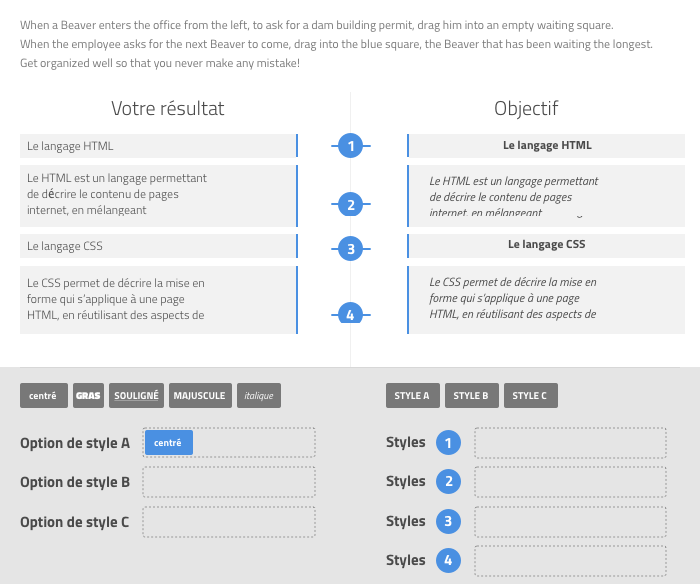 When a Beaver enters the office from the left, to ask for a dam building permit, drag him into an empty waiting square.
When the employee asks for the next Beaver to come, drag into the blue square, the Beaver that has been waiting the longest.
Get organized well so that you never make any mistake!
Votre résultat
Objectif
Le langage HTML
1
Le langage HTML
Le HTML est un langage permettant
de décrire le contenu de pages
internet, en mélangeant
2
Le HTML est un langage permettant
de décrire le contenu de pages
internet, en mélangeant
Le langage CSS
3
Le langage CSS
Le CSS permet de décrire la mise en
forme qui s'applique à une page
HTML, en réutilisant des aspects de
4
Le CSS permet de décrire la mise en
forme qui s'applique à une page
HTML, en réutilisant des aspects de
centré GRAS SOULIGNÉ MAJUSCULE italique
STYLE A STYLE B STYLE C
Option de style A centré
Styles 1
Option de style B
Styles 2
Option de style C
Styles 3
Styles 4